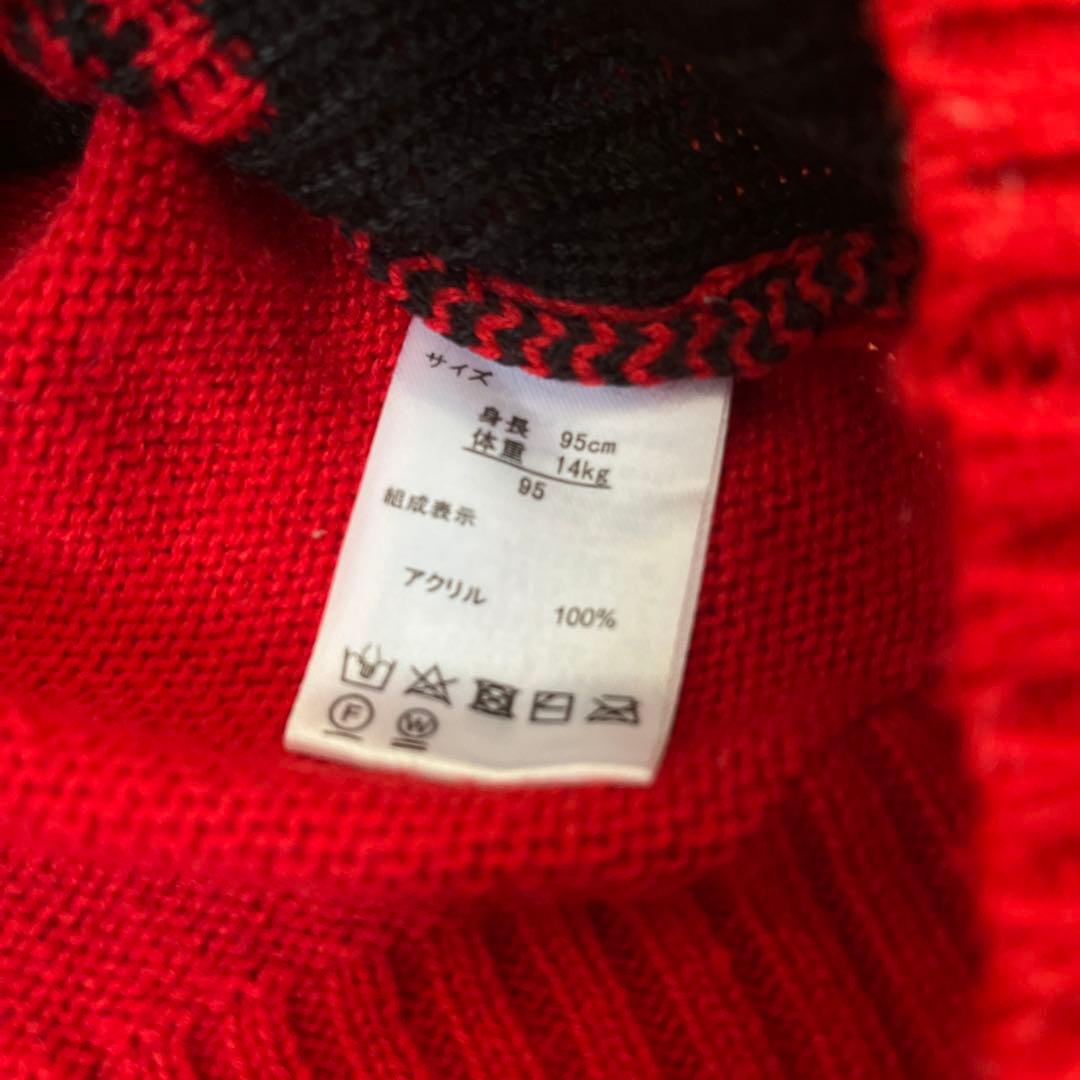 サイズ
身長 95cm
体重 14kg
95
組成表示
アクリル 100%
F W